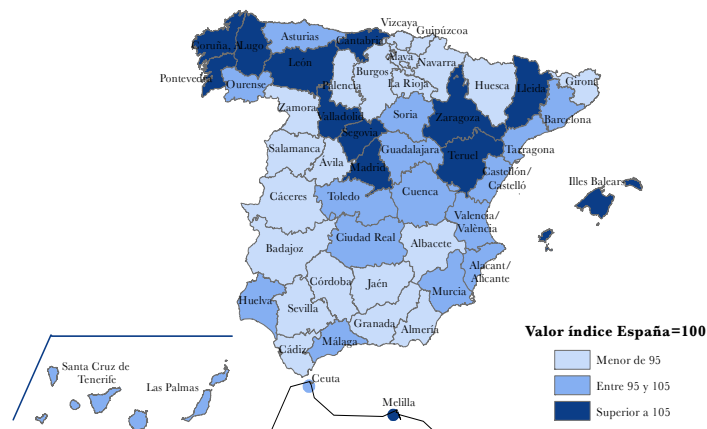 Vizcaya
Guipúzcoa
Asturias
Cantabria
Coruña, A
Lugo
León
Álava
Navarra
Palencia
Burgos
La Rioja
Huesca
Girona
Pontevedra
Ourense
Lleida
Zamora
Valladolid
Soria
Zaragoza
Barcelona
Segovia
Salamanca
Ávila
Guadalajara
Teruel
Tarragona
Madrid
Castellón/
Castelló
Illes Balears
Cáceres
Toledo
Cuenca
Valencia/
València
Ciudad Real
Badajoz
Albacete
Alacant/
Alicante
Córdoba
Jaén
Murcia
Huelva
Sevilla
Granada
Almería
Cádiz
Málaga
Ceuta
Melilla
Santa Cruz de
Tenerife
Las Palmas
Valor índice España=100
Menor de 95
Entre 95 y 105
Superior a 105